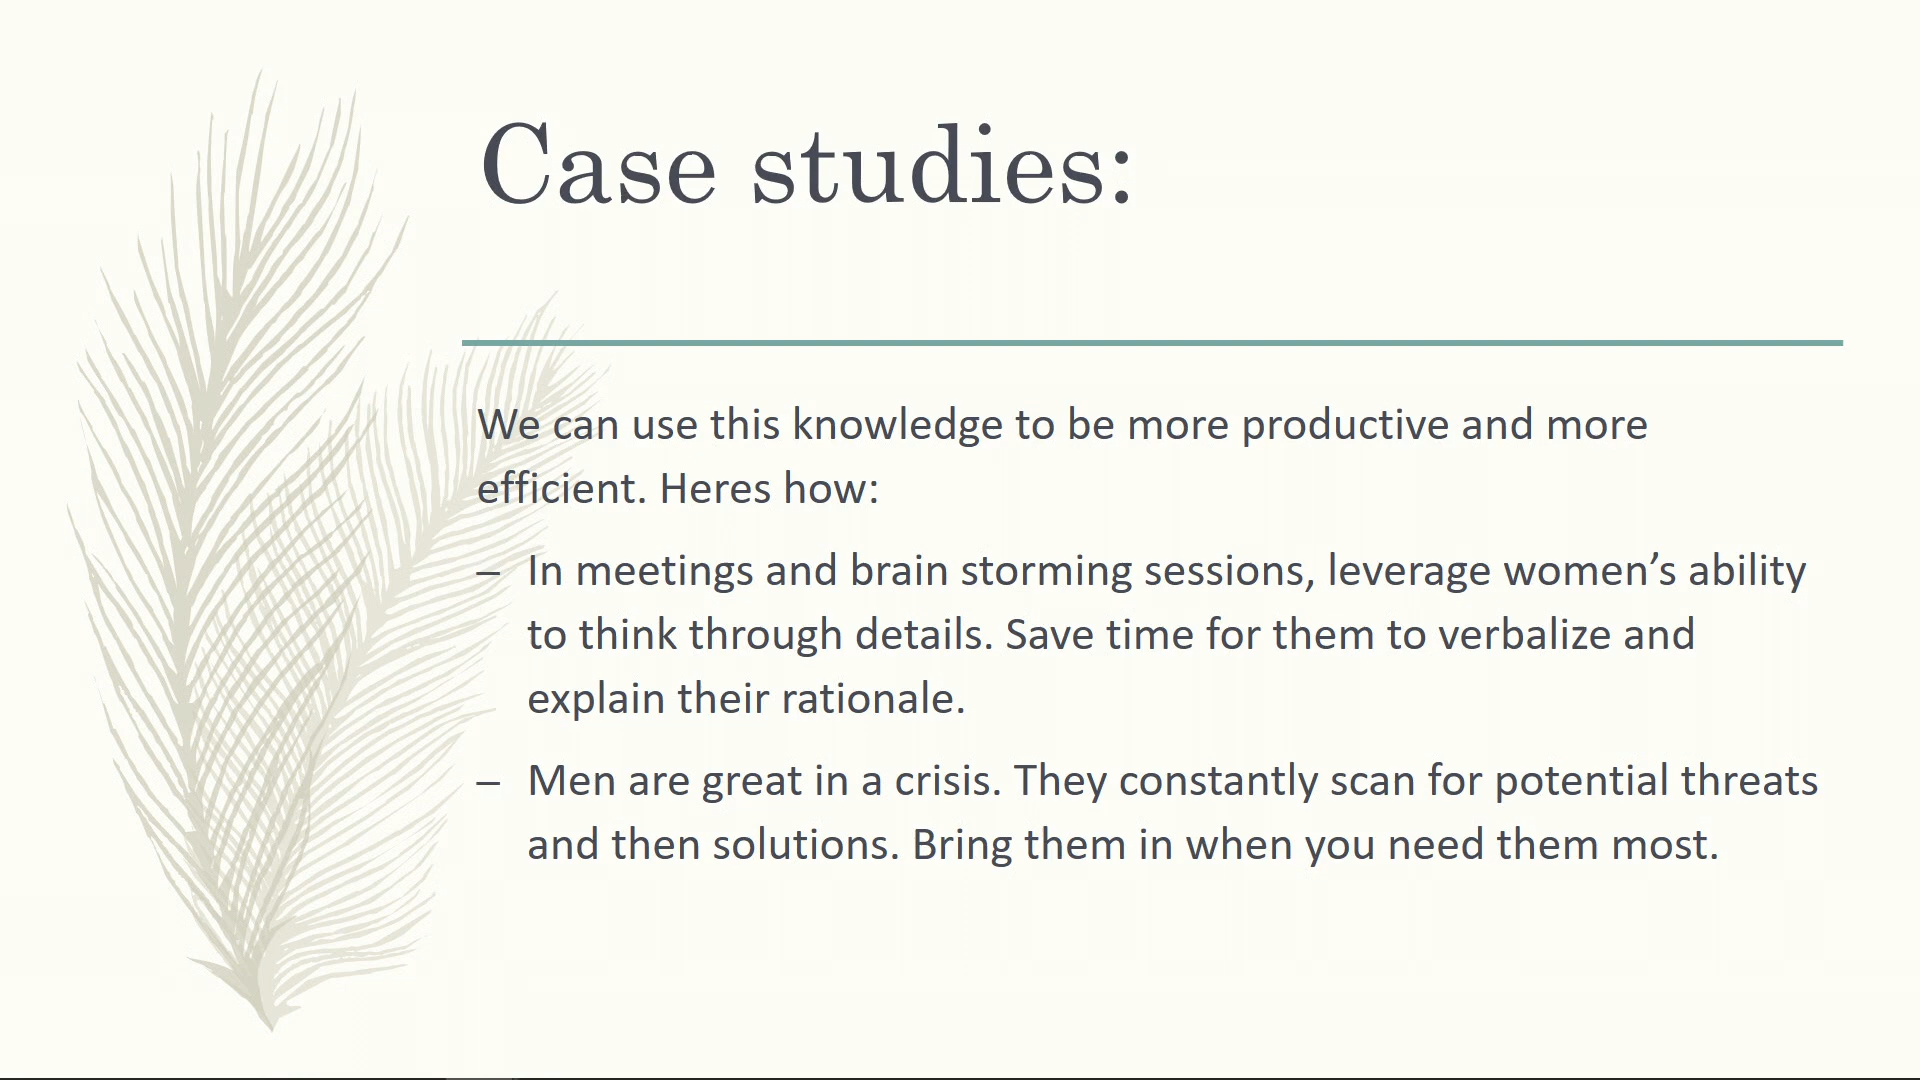 Case studies:
We can use this knowledge to be more productive and more
efficient. Heres how:
– In meetings and brain storming sessions, leverage women’s ability
to think through details. Save time for them to verbalize and
explain their rationale.
– Men are great in a crisis. They constantly scan for potential threats
and then solutions. Bring them in when you need them most.